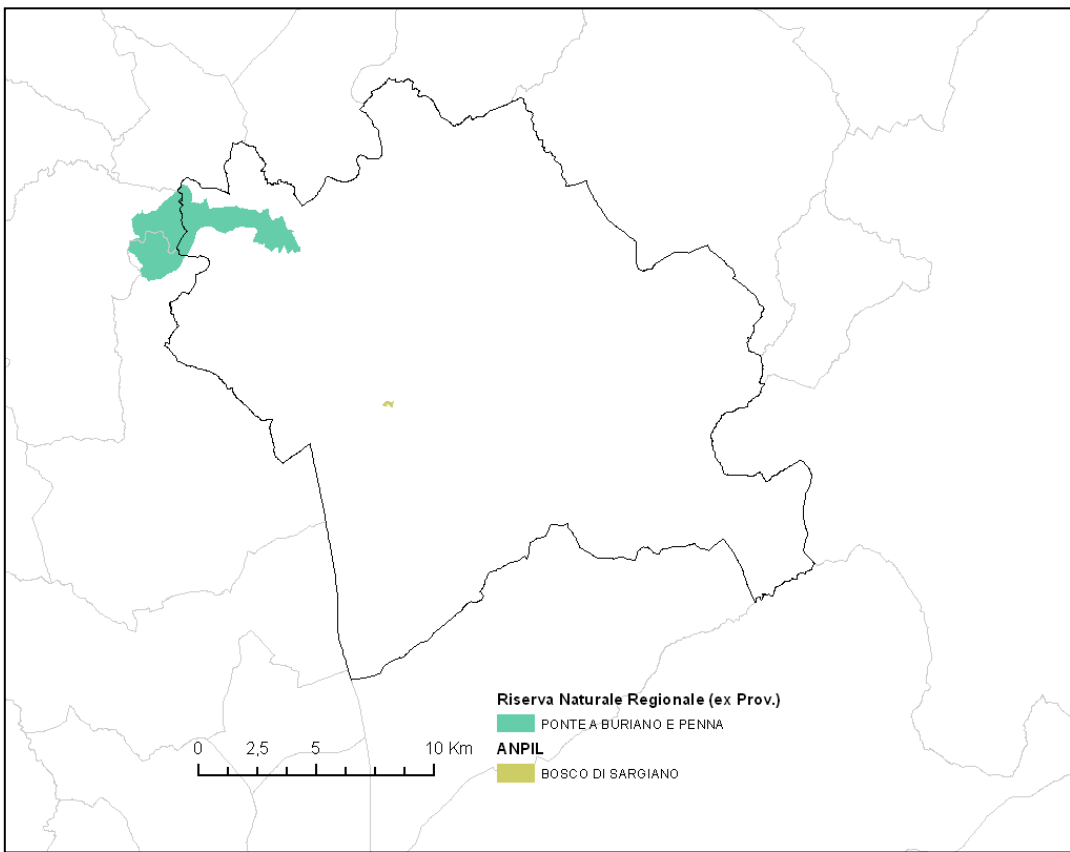 Riserva Naturale Regionale (ex Prov.)
PONTE A BURIANO E PENNA
ANPIL
BOSCO DI SARGIANO
0 2,5 5 10 Km